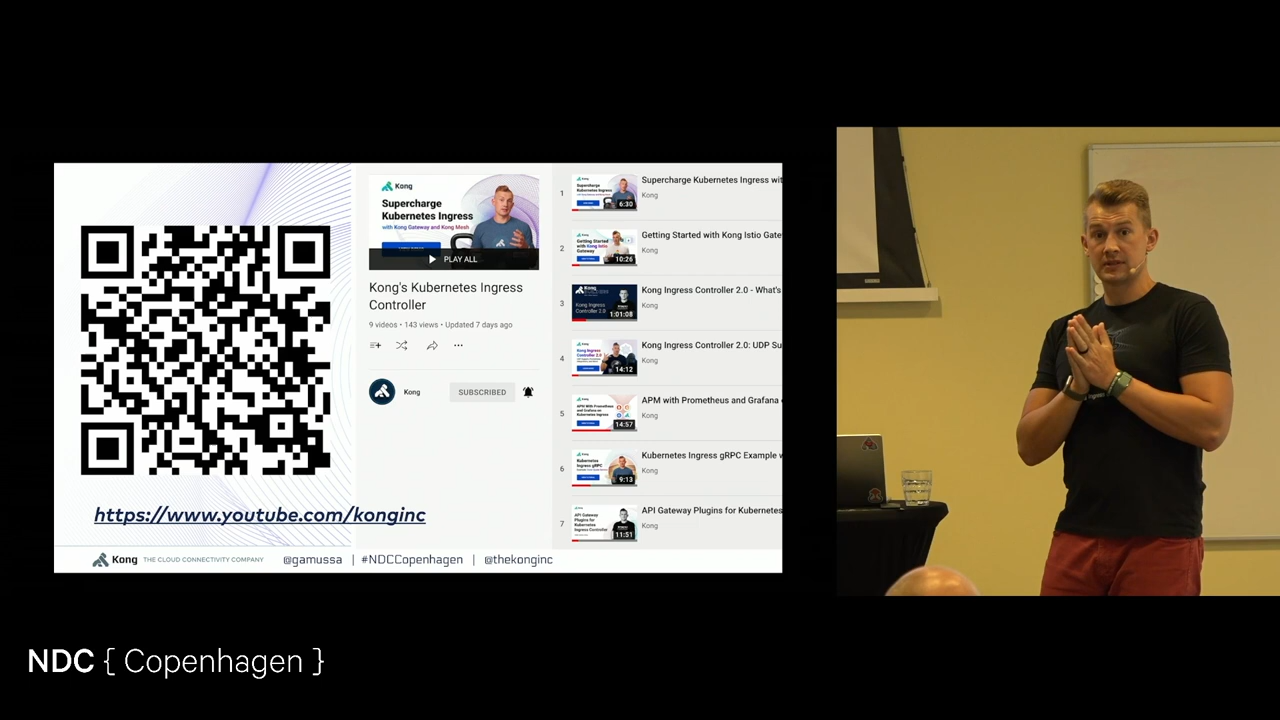 Kong
Supercharge
Kubernetes Ingress
with Kong Gateway and Kong Mesh
PLAY ALL
Kong's Kubernetes Ingress
Controller
9 videos • 143 views • Updated 7 days ago
Kong
SUBSCRIBED
1
Supercharge Kubernetes Ingress wit
Kong
6:30
2
Getting Started with Kong Istio Gate
Kong
10:26
3
Kong Ingress Controller 2.0 - What's
Kong
1:01:08
4
Kong Ingress Controller 2.0: UDP Su
Kong
14:12
5
APM with Prometheus and Grafana
Kong
14:57
6
Kubernetes Ingress gRPC Example w
Kong
9:13
7
API Gateway Plugins for Kubernetes
Kong
11:51
https://www.youtube.com/konginc
Kong THE CLOUD CONNECTIVITY COMPANY @gamussa | #NDCCopenhagen | @thekonginc
NDC { Copenhagen }